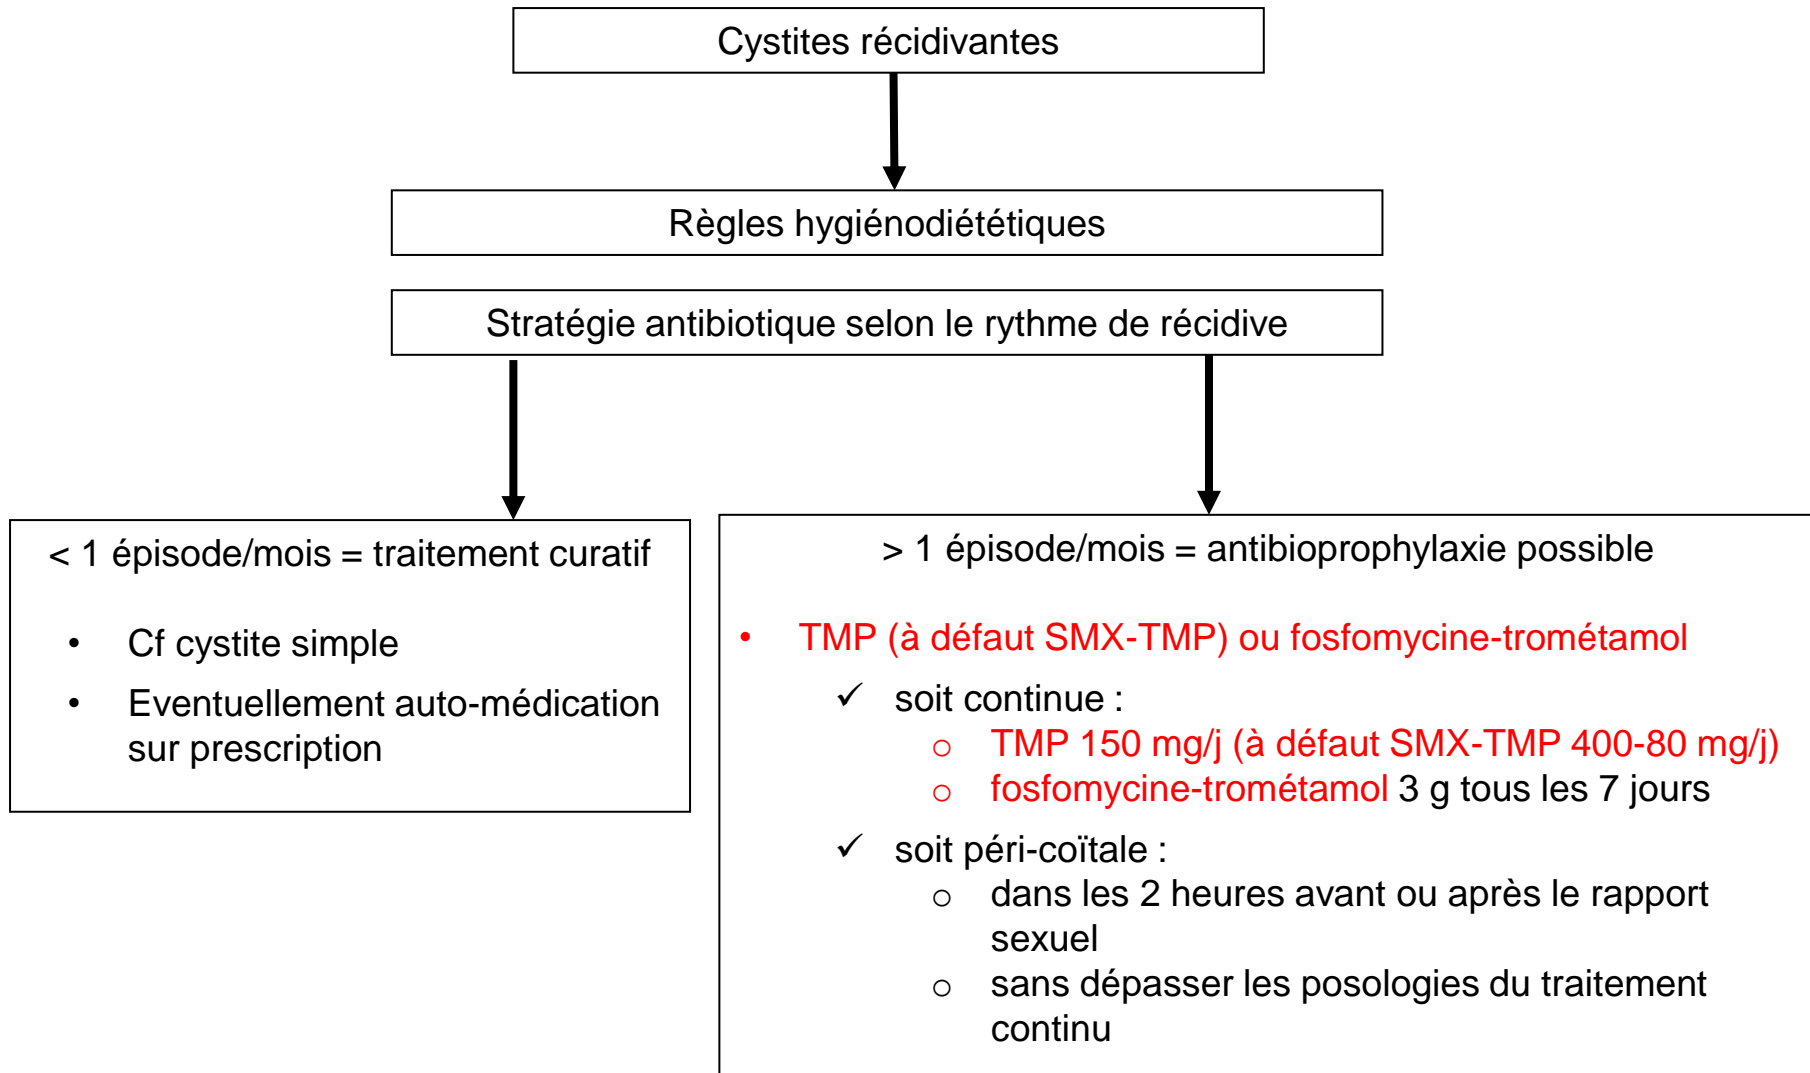 Cystites récidivantes
Règles hygiénodiététiques
Stratégie antibiotique selon le rythme de récidive
< 1 épisode/mois = traitement curatif
• Cf cystite simple
• Eventuellement auto-médication
sur prescription
> 1 épisode/mois = antibioprophylaxie possible
• TMP (à défaut SMX-TMP) ou fosfomycine-trométamol
✓ soit continue :
o TMP 150 mg/j (à défaut SMX-TMP 400-80 mg/j)
o fosfomycine-trométamol 3 g tous les 7 jours
✓ soit péri-coïtale :
o dans les 2 heures avant ou après le rapport
sexuel
o sans dépasser les posologies du traitement
continu